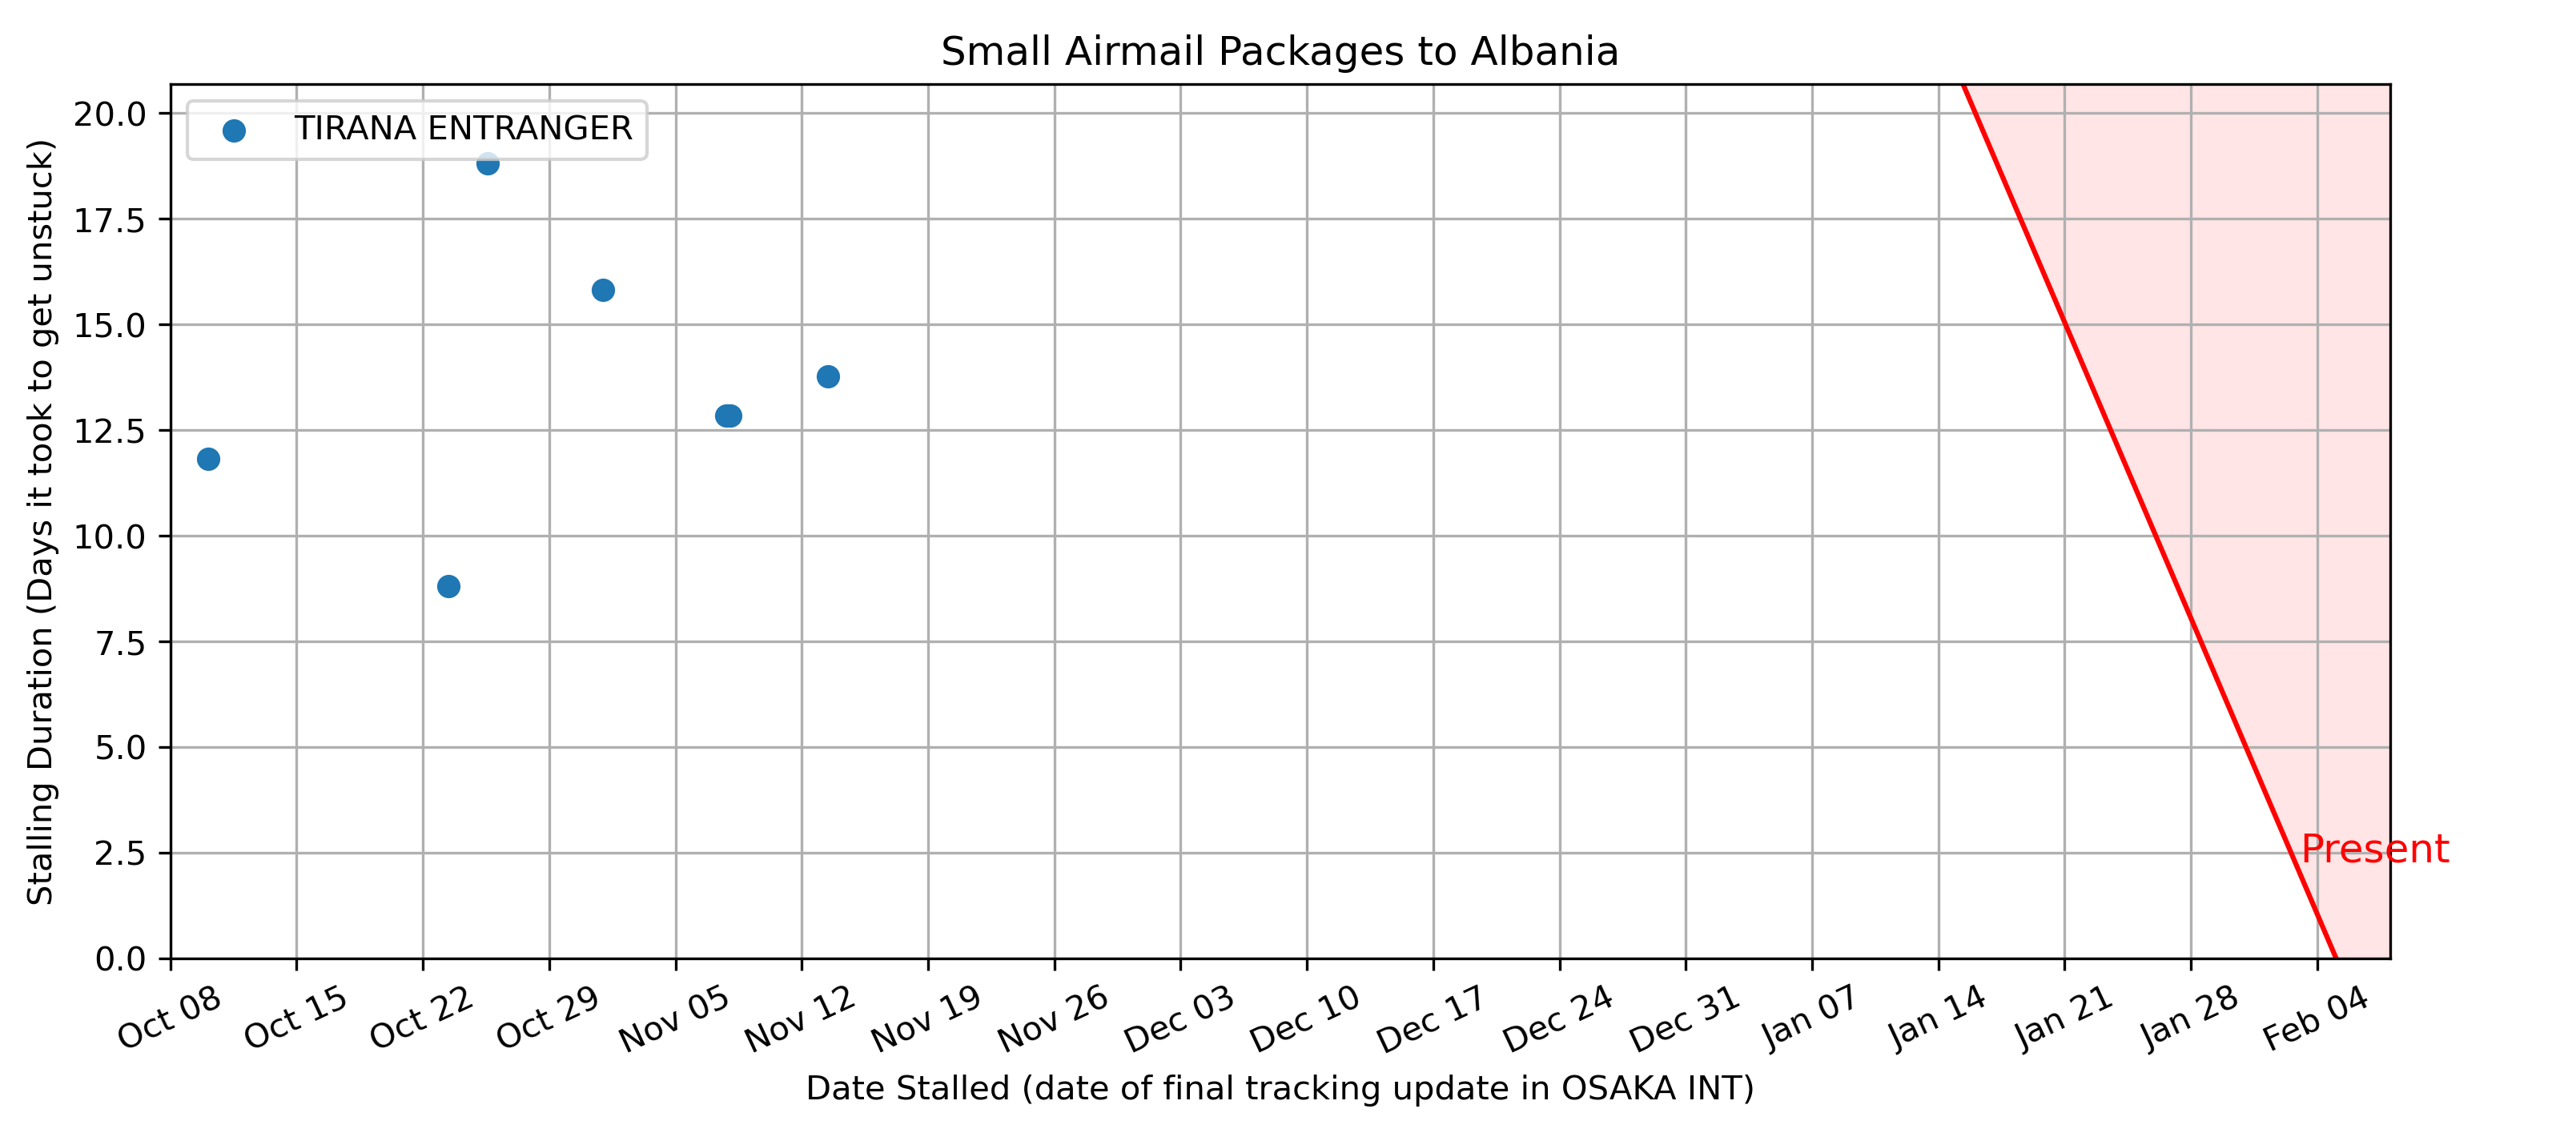 Small Airmail Packages to Albania
TIRANA ENTRANGER
Stalling Duration (Days it took to get unstuck)
20.0
17.5
15.0
12.5
10.0
7.5
5.0
2.5
0.0
Present
Oct 08 Oct 15 Oct 22 Oct 29 Nov 05 Nov 12 Nov 19 Nov 26 Dec 03 Dec 10 Dec 17 Dec 24 Dec 31 Jan 07 Jan 14 Jan 21 Jan 28 Feb 04
Date Stalled (date of final tracking update in OSAKA INT)